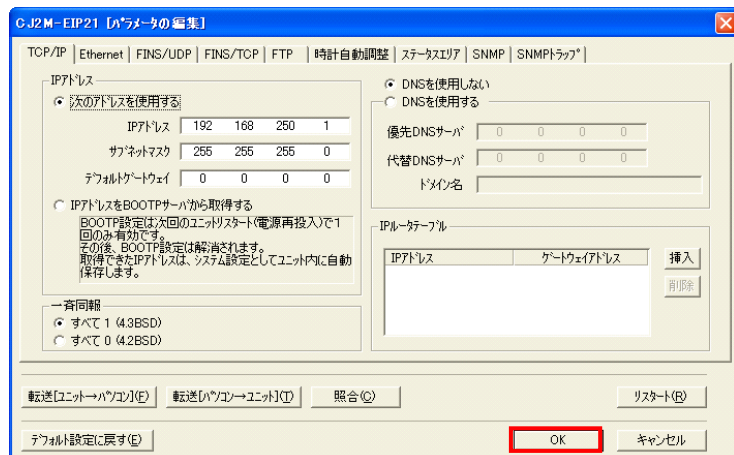 CJ2M-EIP21 [パラメータの編集]
TCP/IP Ethernet FINS/UDP FINS/TCP FTP 時計自動調整 ステータスエリア SNMP SNMPトラップ
IPアドレス
次のアドレスを使用する
IPアドレス 192 168 250 1
サブネットマスク 255 255 255 0
デフォルトゲートウェイ 0 0 0 0
IPアドレスをBOOTPサーバから取得する
BOOTP設定は次回のユニットリスタート(電源再投入)で1
回のみ有効です。
その後、BOOTP設定は解消されます。
取得できたIPアドレスは、システム設定としてユニット内に自動
保存します。
一斉同報
すべて 1 (4.3BSD)
すべて 0 (4.2BSD)
DNSを使用しない
DNSを使用する
優先DNSサーバ 0 0 0 0
代替DNSサーバ 0 0 0 0
ドメイン名
IPルータテーブル
IPアドレス ゲートウェイアドレス 挿入
削除
転送[ユニット→パソコン](F) 転送[パソコン→ユニット](T) 照合(C) リスタート(R)
デフォルト設定に戻す(E) OK キャンセル